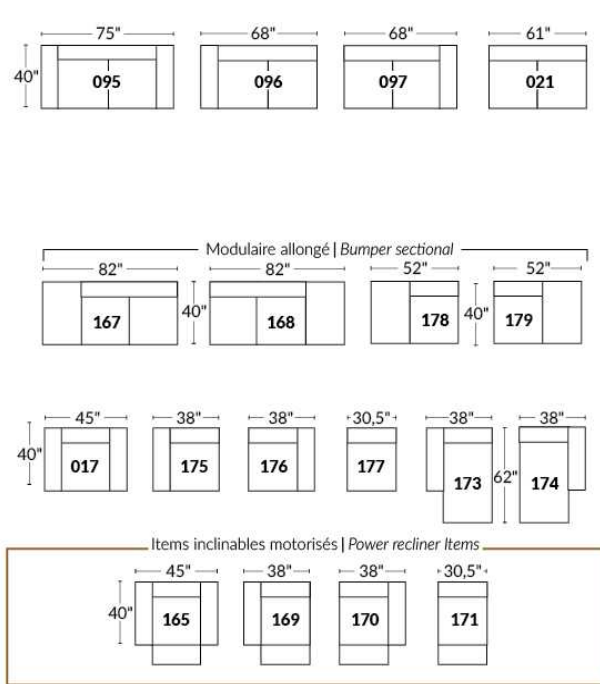 75" 68" 68" 61"
40" 095 096 097 021
Modulaire allongé | Bumper sectional
82" 82" 52" 52"
167 40" 168 178 40" 179
45" 38" 38" 30,5" 38" 38"
40" 017 175 176 177 173 62" 174
Items inclinables motorisés | Power recliner Items
45" 38" 38" 30,5"
40" 165 169 170 171